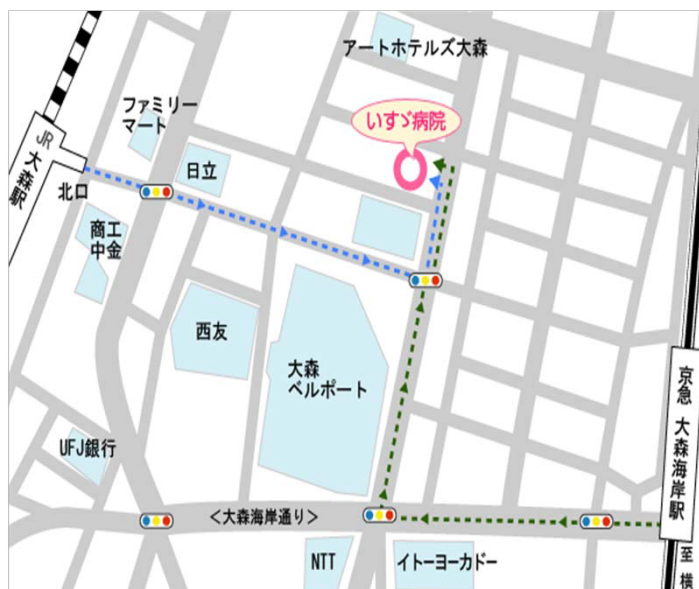 アートホテルズ大森
ファミリー
マート
いすゞ病院
JR
大森駅
北口
日立
商工
中金
西友
大森
ベルポート
京急 大森海岸駅
UFJ銀行
＜大森海岸通り＞
NTT
イトーヨーカドー
至横